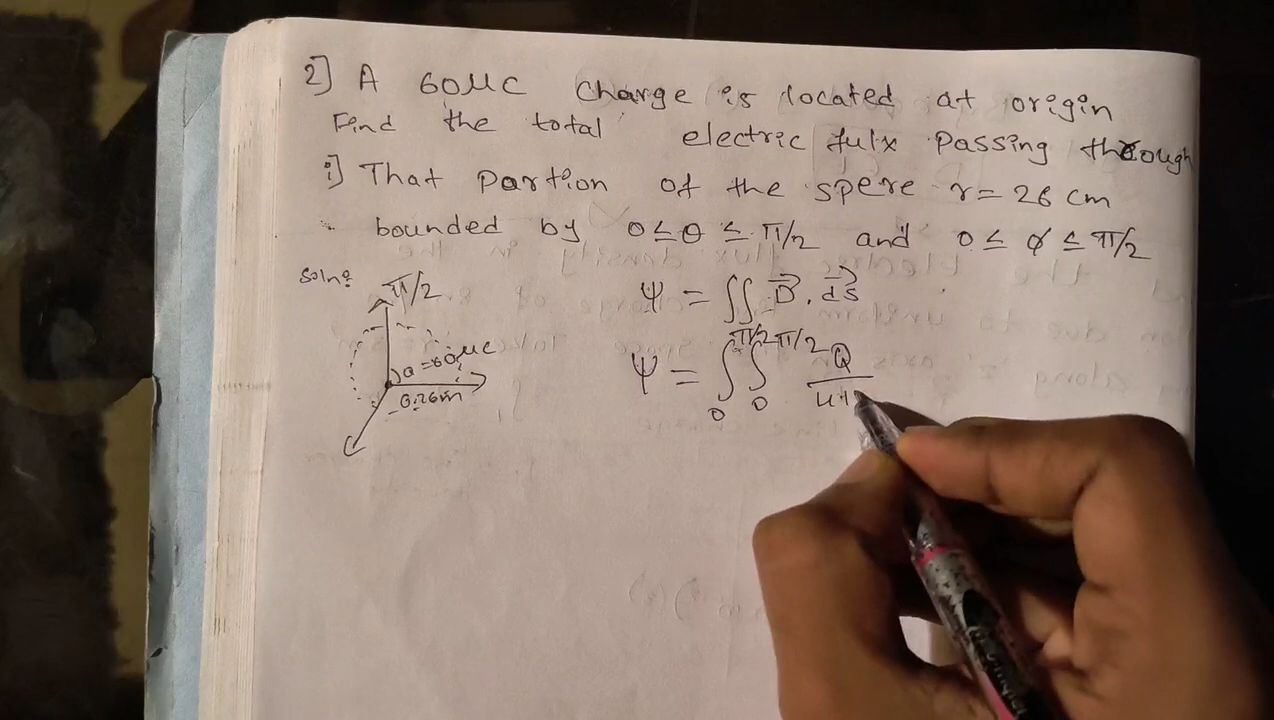 2] A 60μc charge is located at origin
Find the total electric fulx passing through
i] That partion of the spere r = 26 cm
bounded by 0 ≤ θ ≤ π/2 and 0 ≤ ϕ ≤ π/2
Soln:
π/2
Q = 60μc
0.26m
Ψ = ∬ D⃗ . ds⃗
Ψ = ∫₀^π/2 ∫₀^π/2 Q / 4π